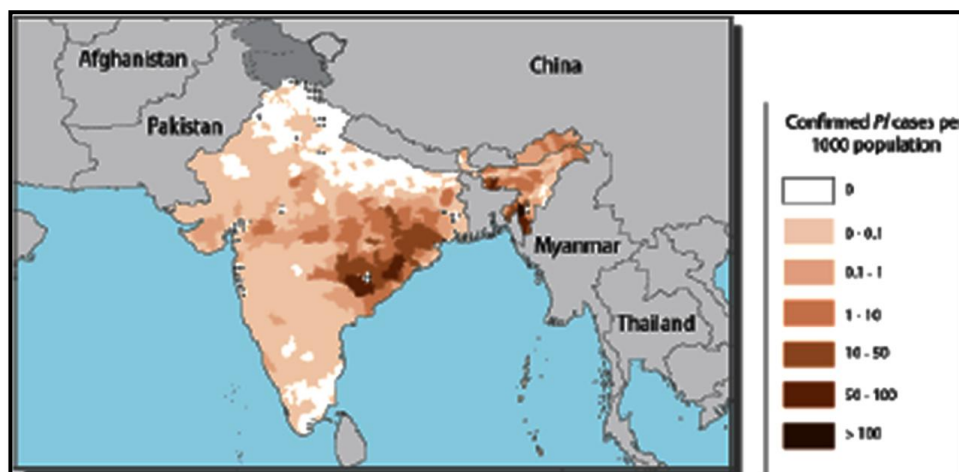 Afghanistan
China
Pakistan
Myanmar
Thailand
Confirmed Pf cases per
1000 population
0
0 - 0.1
0.1 - 1
1 - 10
10 - 50
50 - 100
> 100